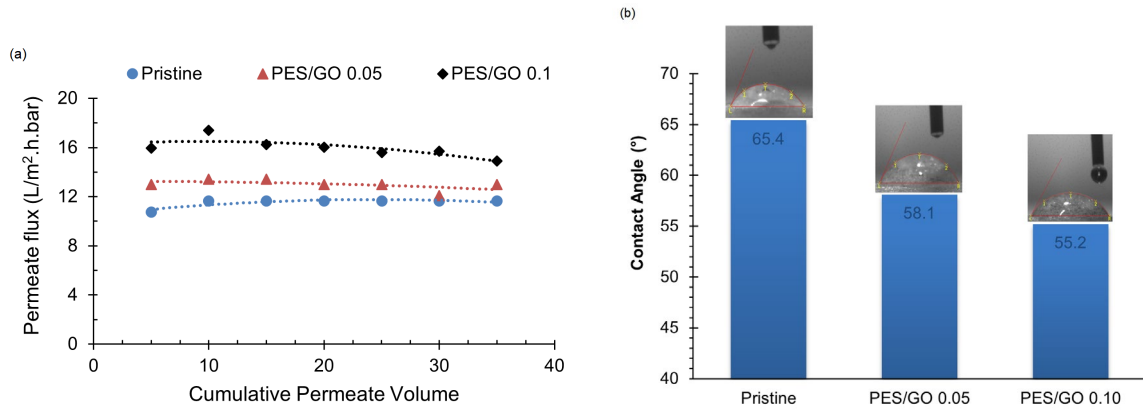 (a)
Pristine PES/GO 0.05 PES/GO 0.1
20
16
12
8
4
0
0 10 20 30 40
Permeate flux (L/m².h.bar)
Cumulative Permeate Volume
(b)
70
65
60
55
50
45
40
Contact Angle (º)
65.4
58.1
55.2
Pristine PES/GO 0.05 PES/GO 0.10